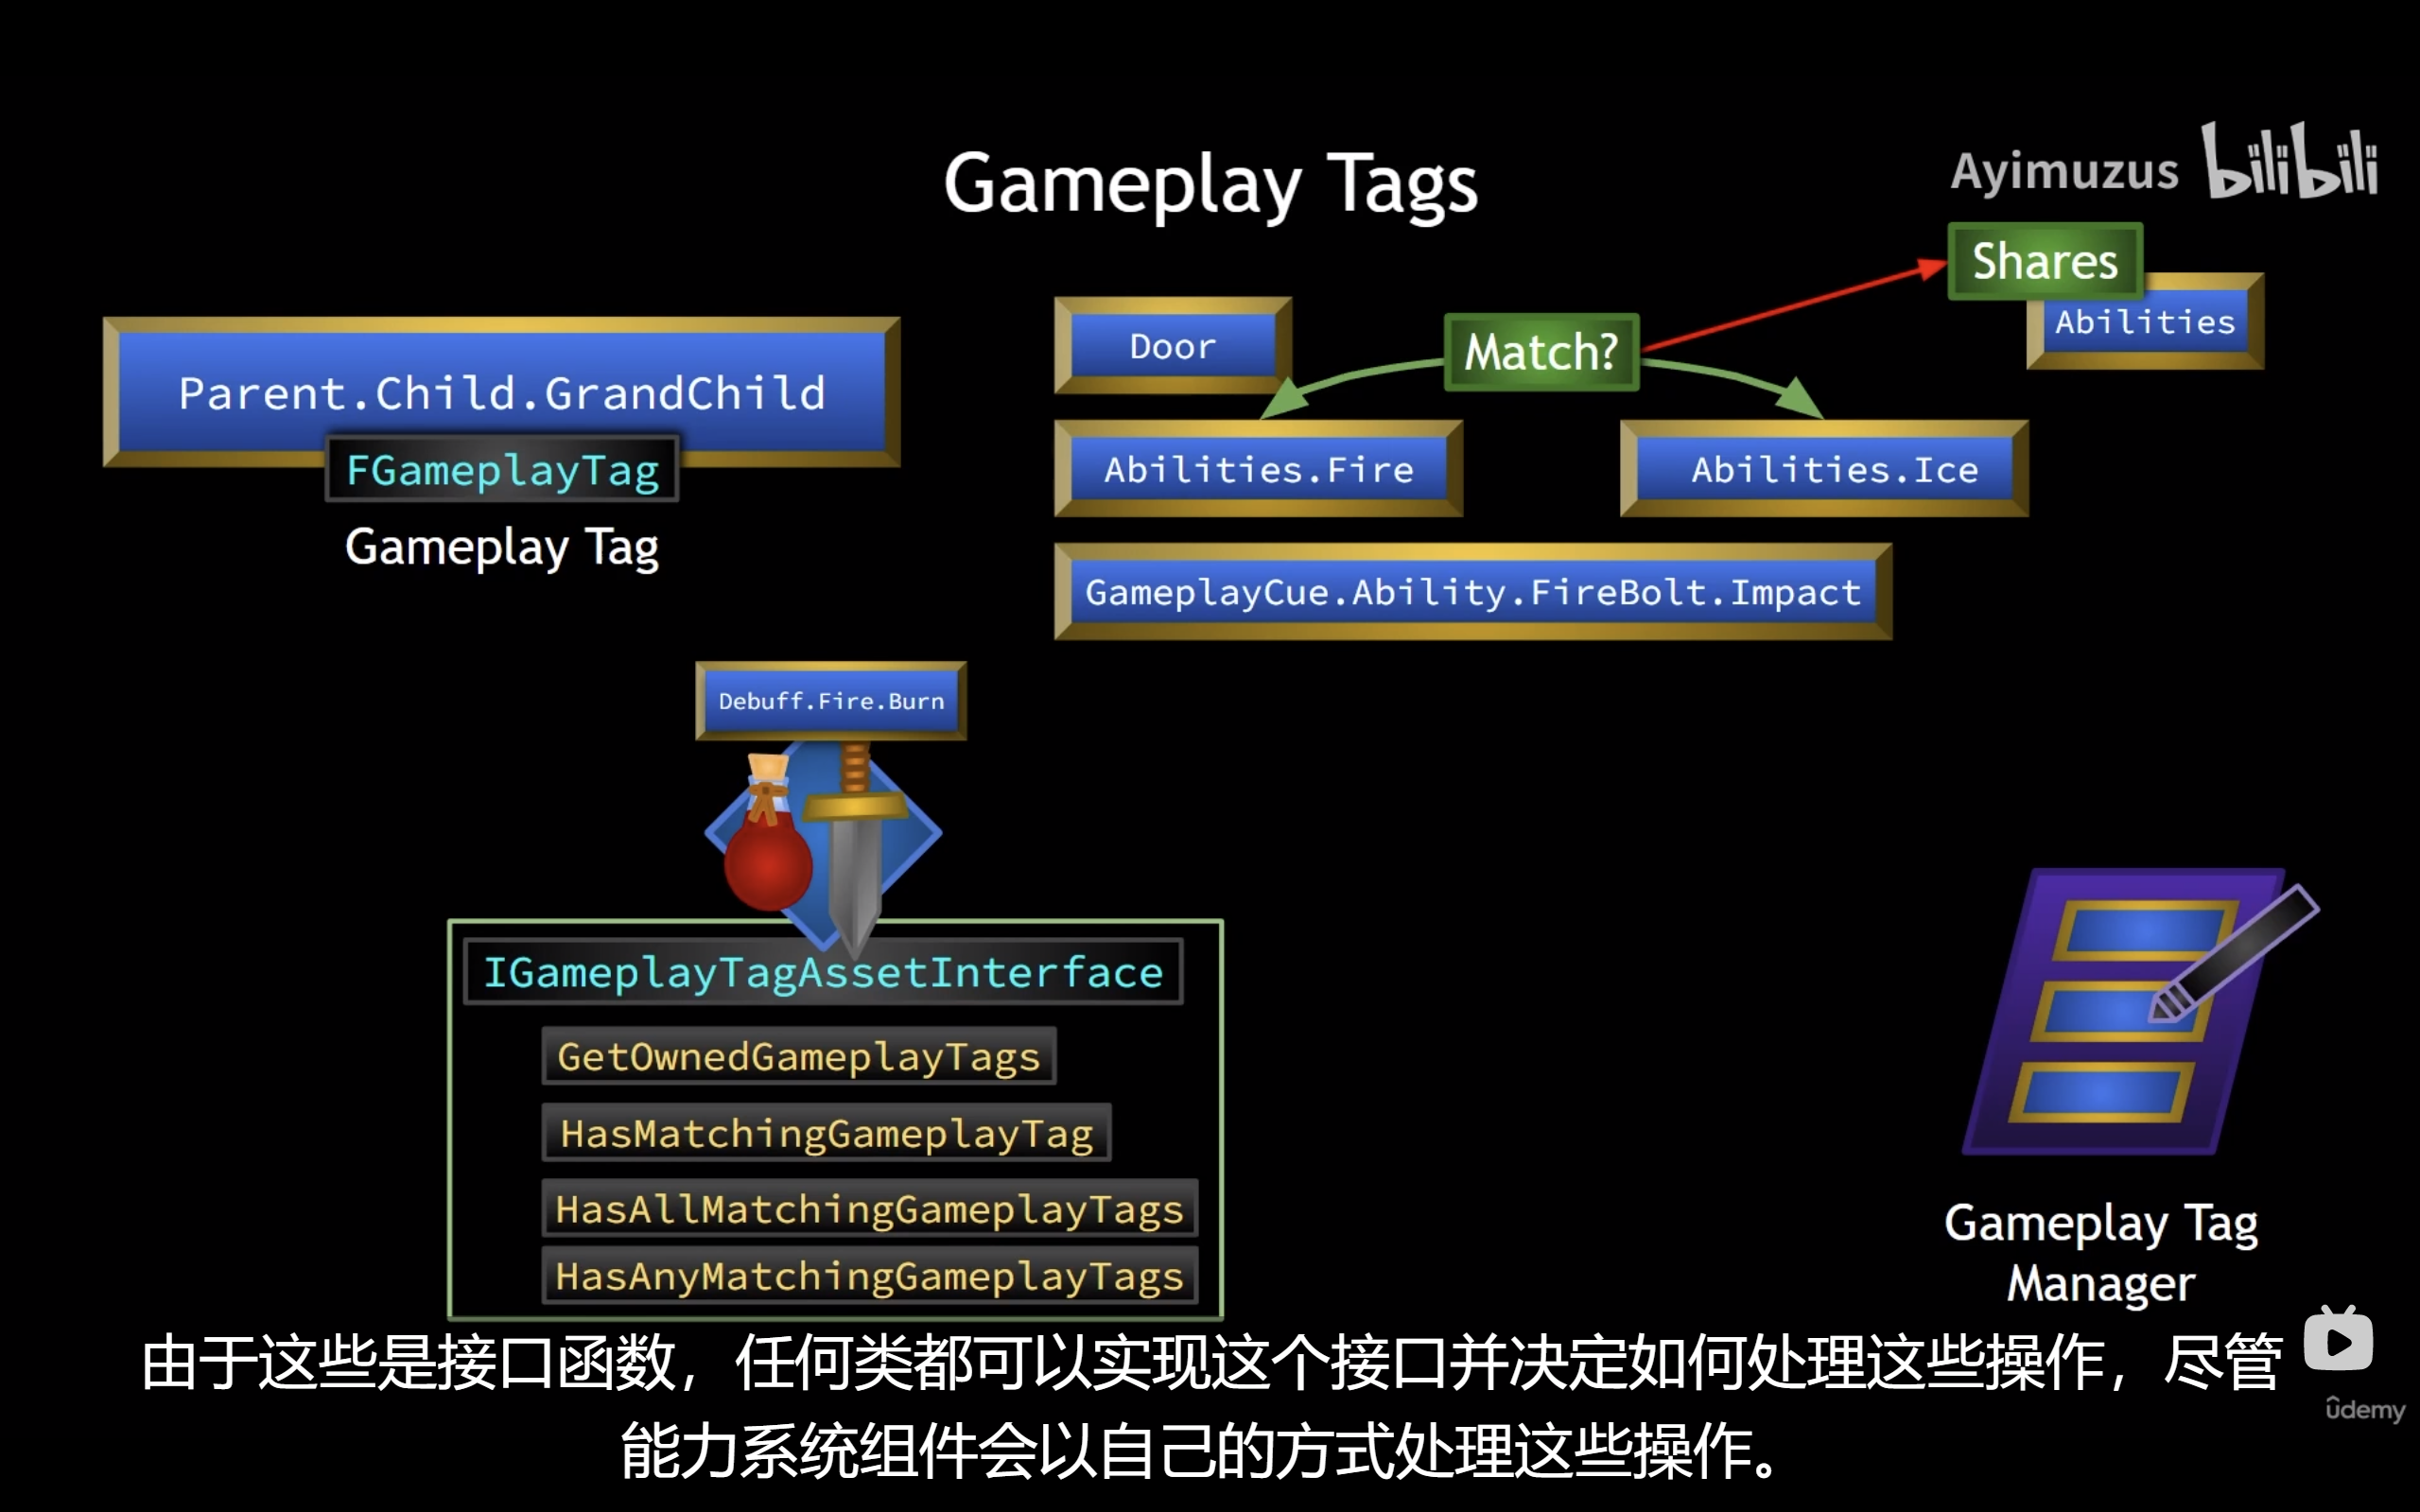 Gameplay Tags
Ayimuzus bilibili
Parent.Child.GrandChild
FGameplayTag
Gameplay Tag
Door
Match?
Shares
Abilities
Abilities.Fire
Abilities.Ice
GameplayCue.Ability.FireBolt.Impact
Debuff.Fire.Burn
IGameplayTagAssetInterface
GetOwnedGameplayTags
HasMatchingGameplayTag
HasAllMatchingGameplayTags
HasAnyMatchingGameplayTags
Gameplay Tag
Manager
由于这些是接口函数，任何类都可以实现这个接口并决定如何处理这些操作，尽管
能力系统组件会以自己的方式处理这些操作。
ûdemy